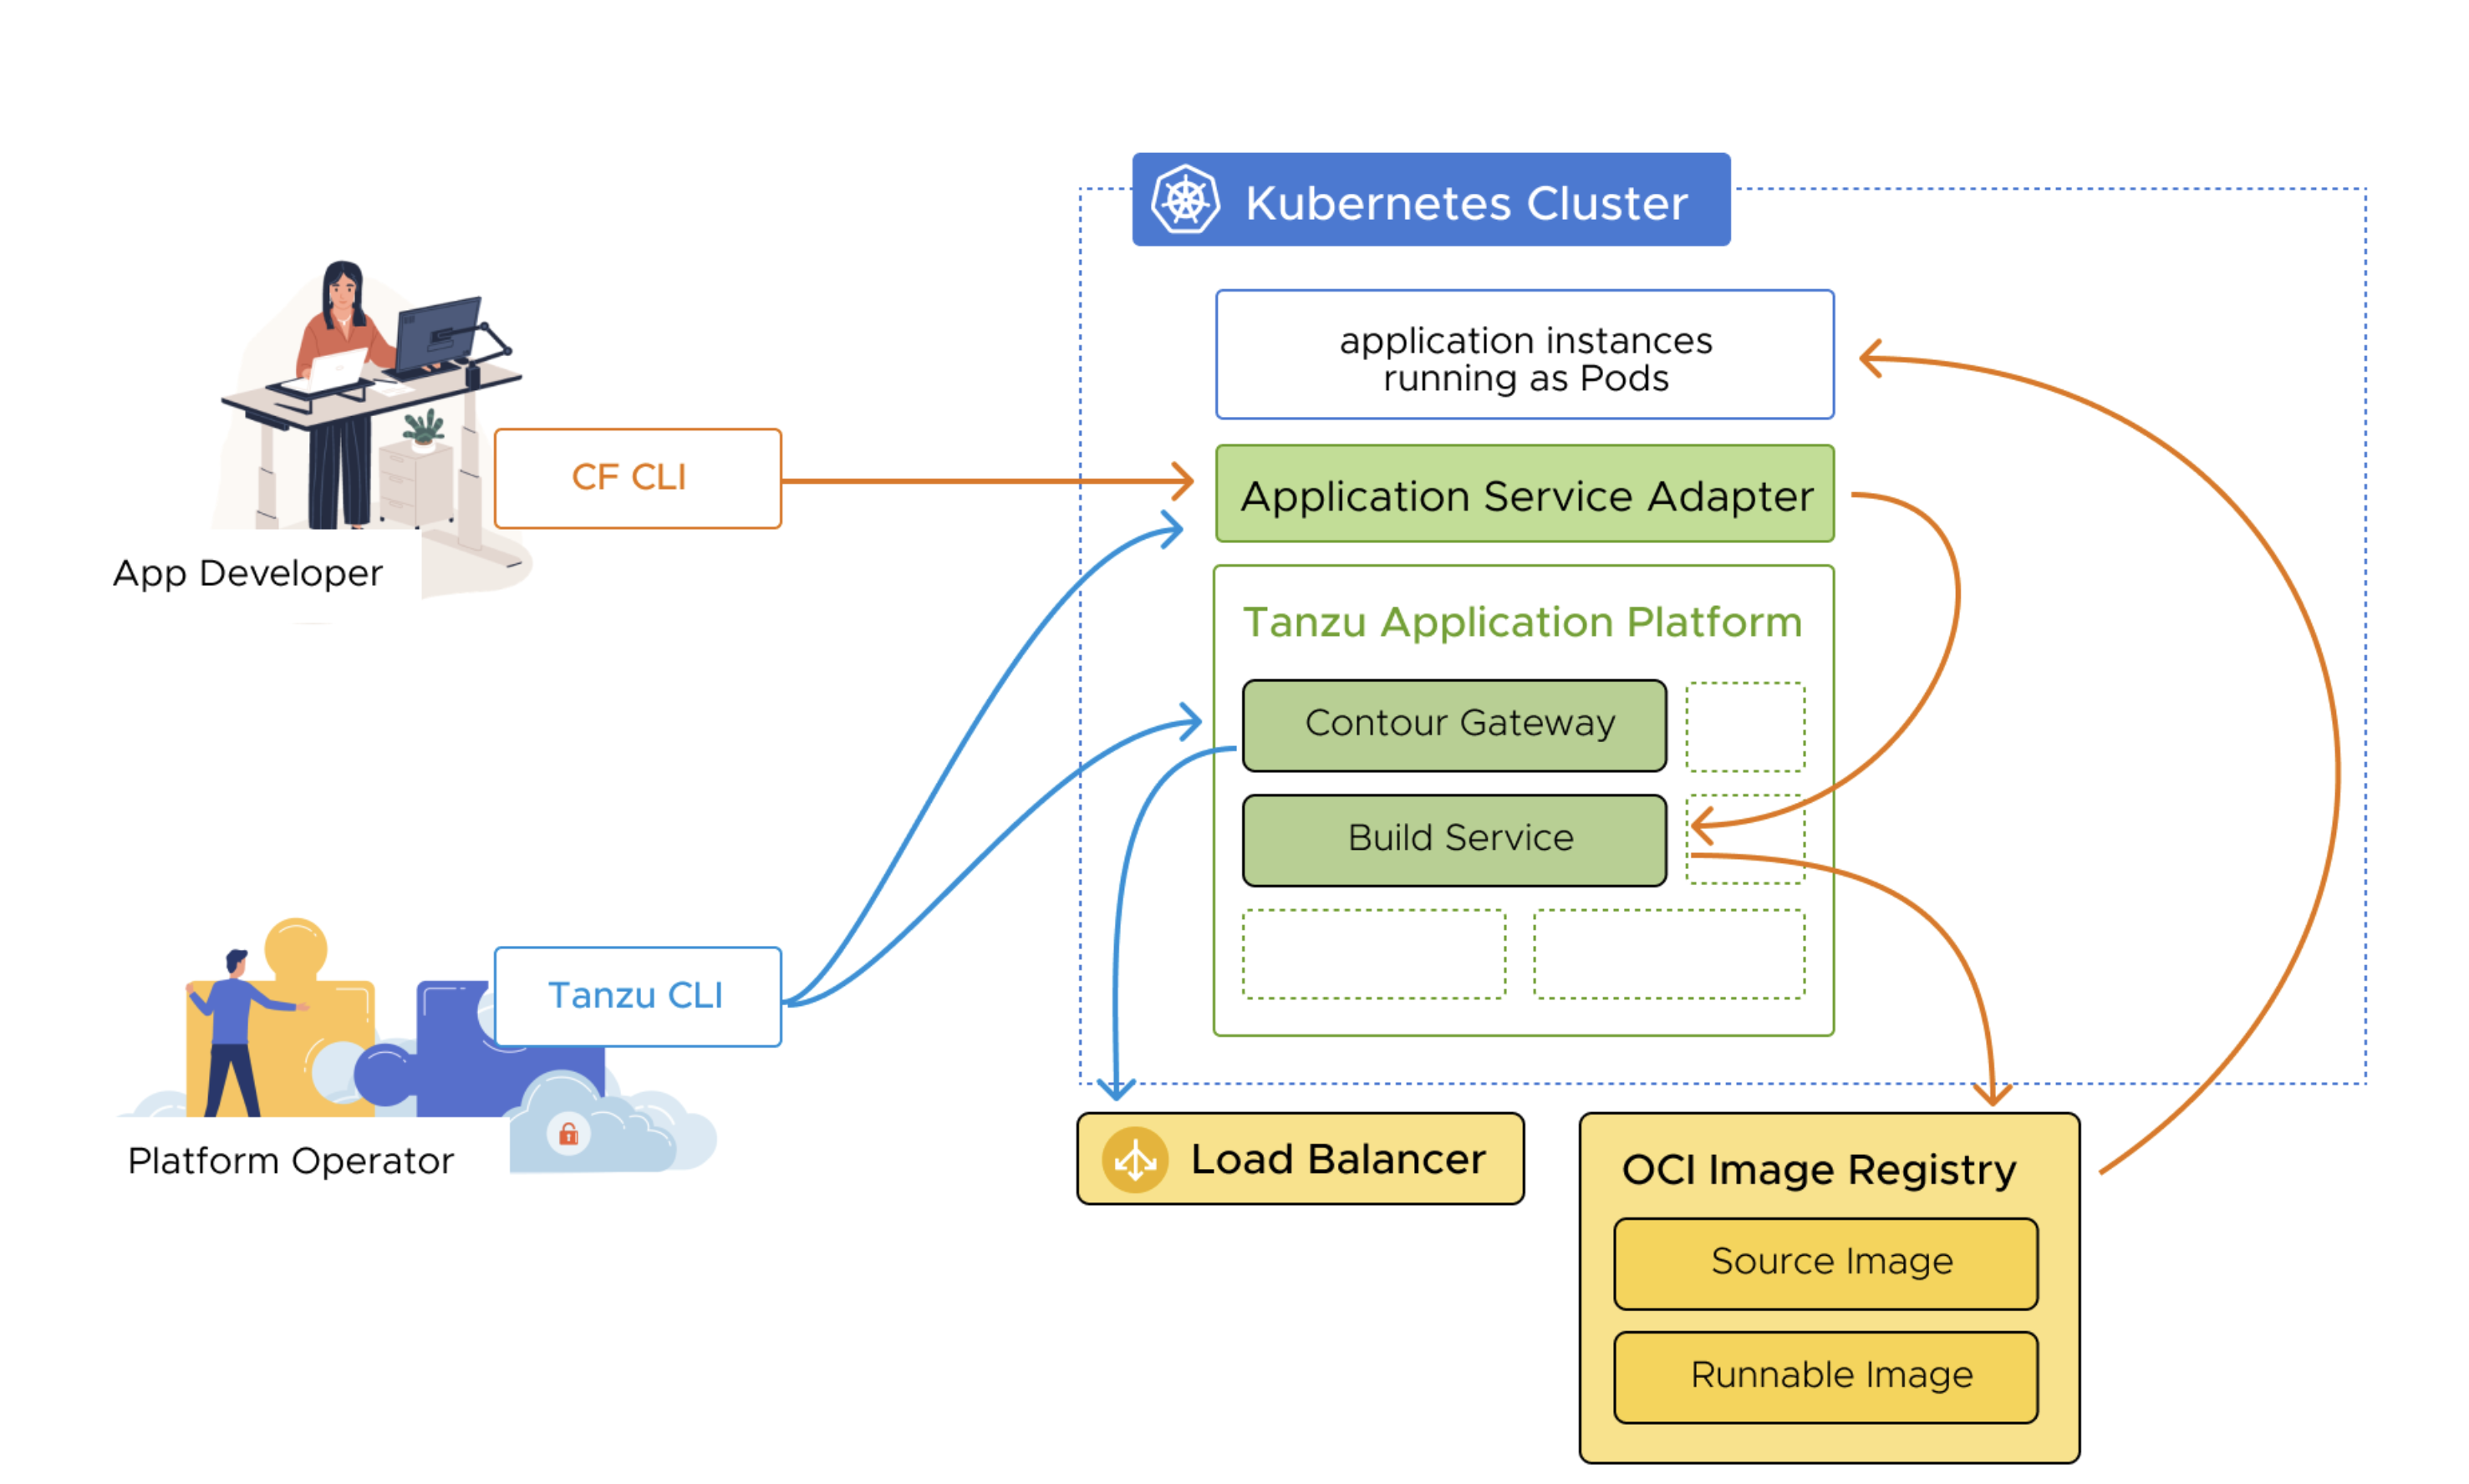 Kubernetes Cluster
application instances
running as Pods
CF CLI
Application Service Adapter
App Developer
Tanzu Application Platform
Contour Gateway
Build Service
Tanzu CLI
Platform Operator
Load Balancer
OCI Image Registry
Source Image
Runnable Image